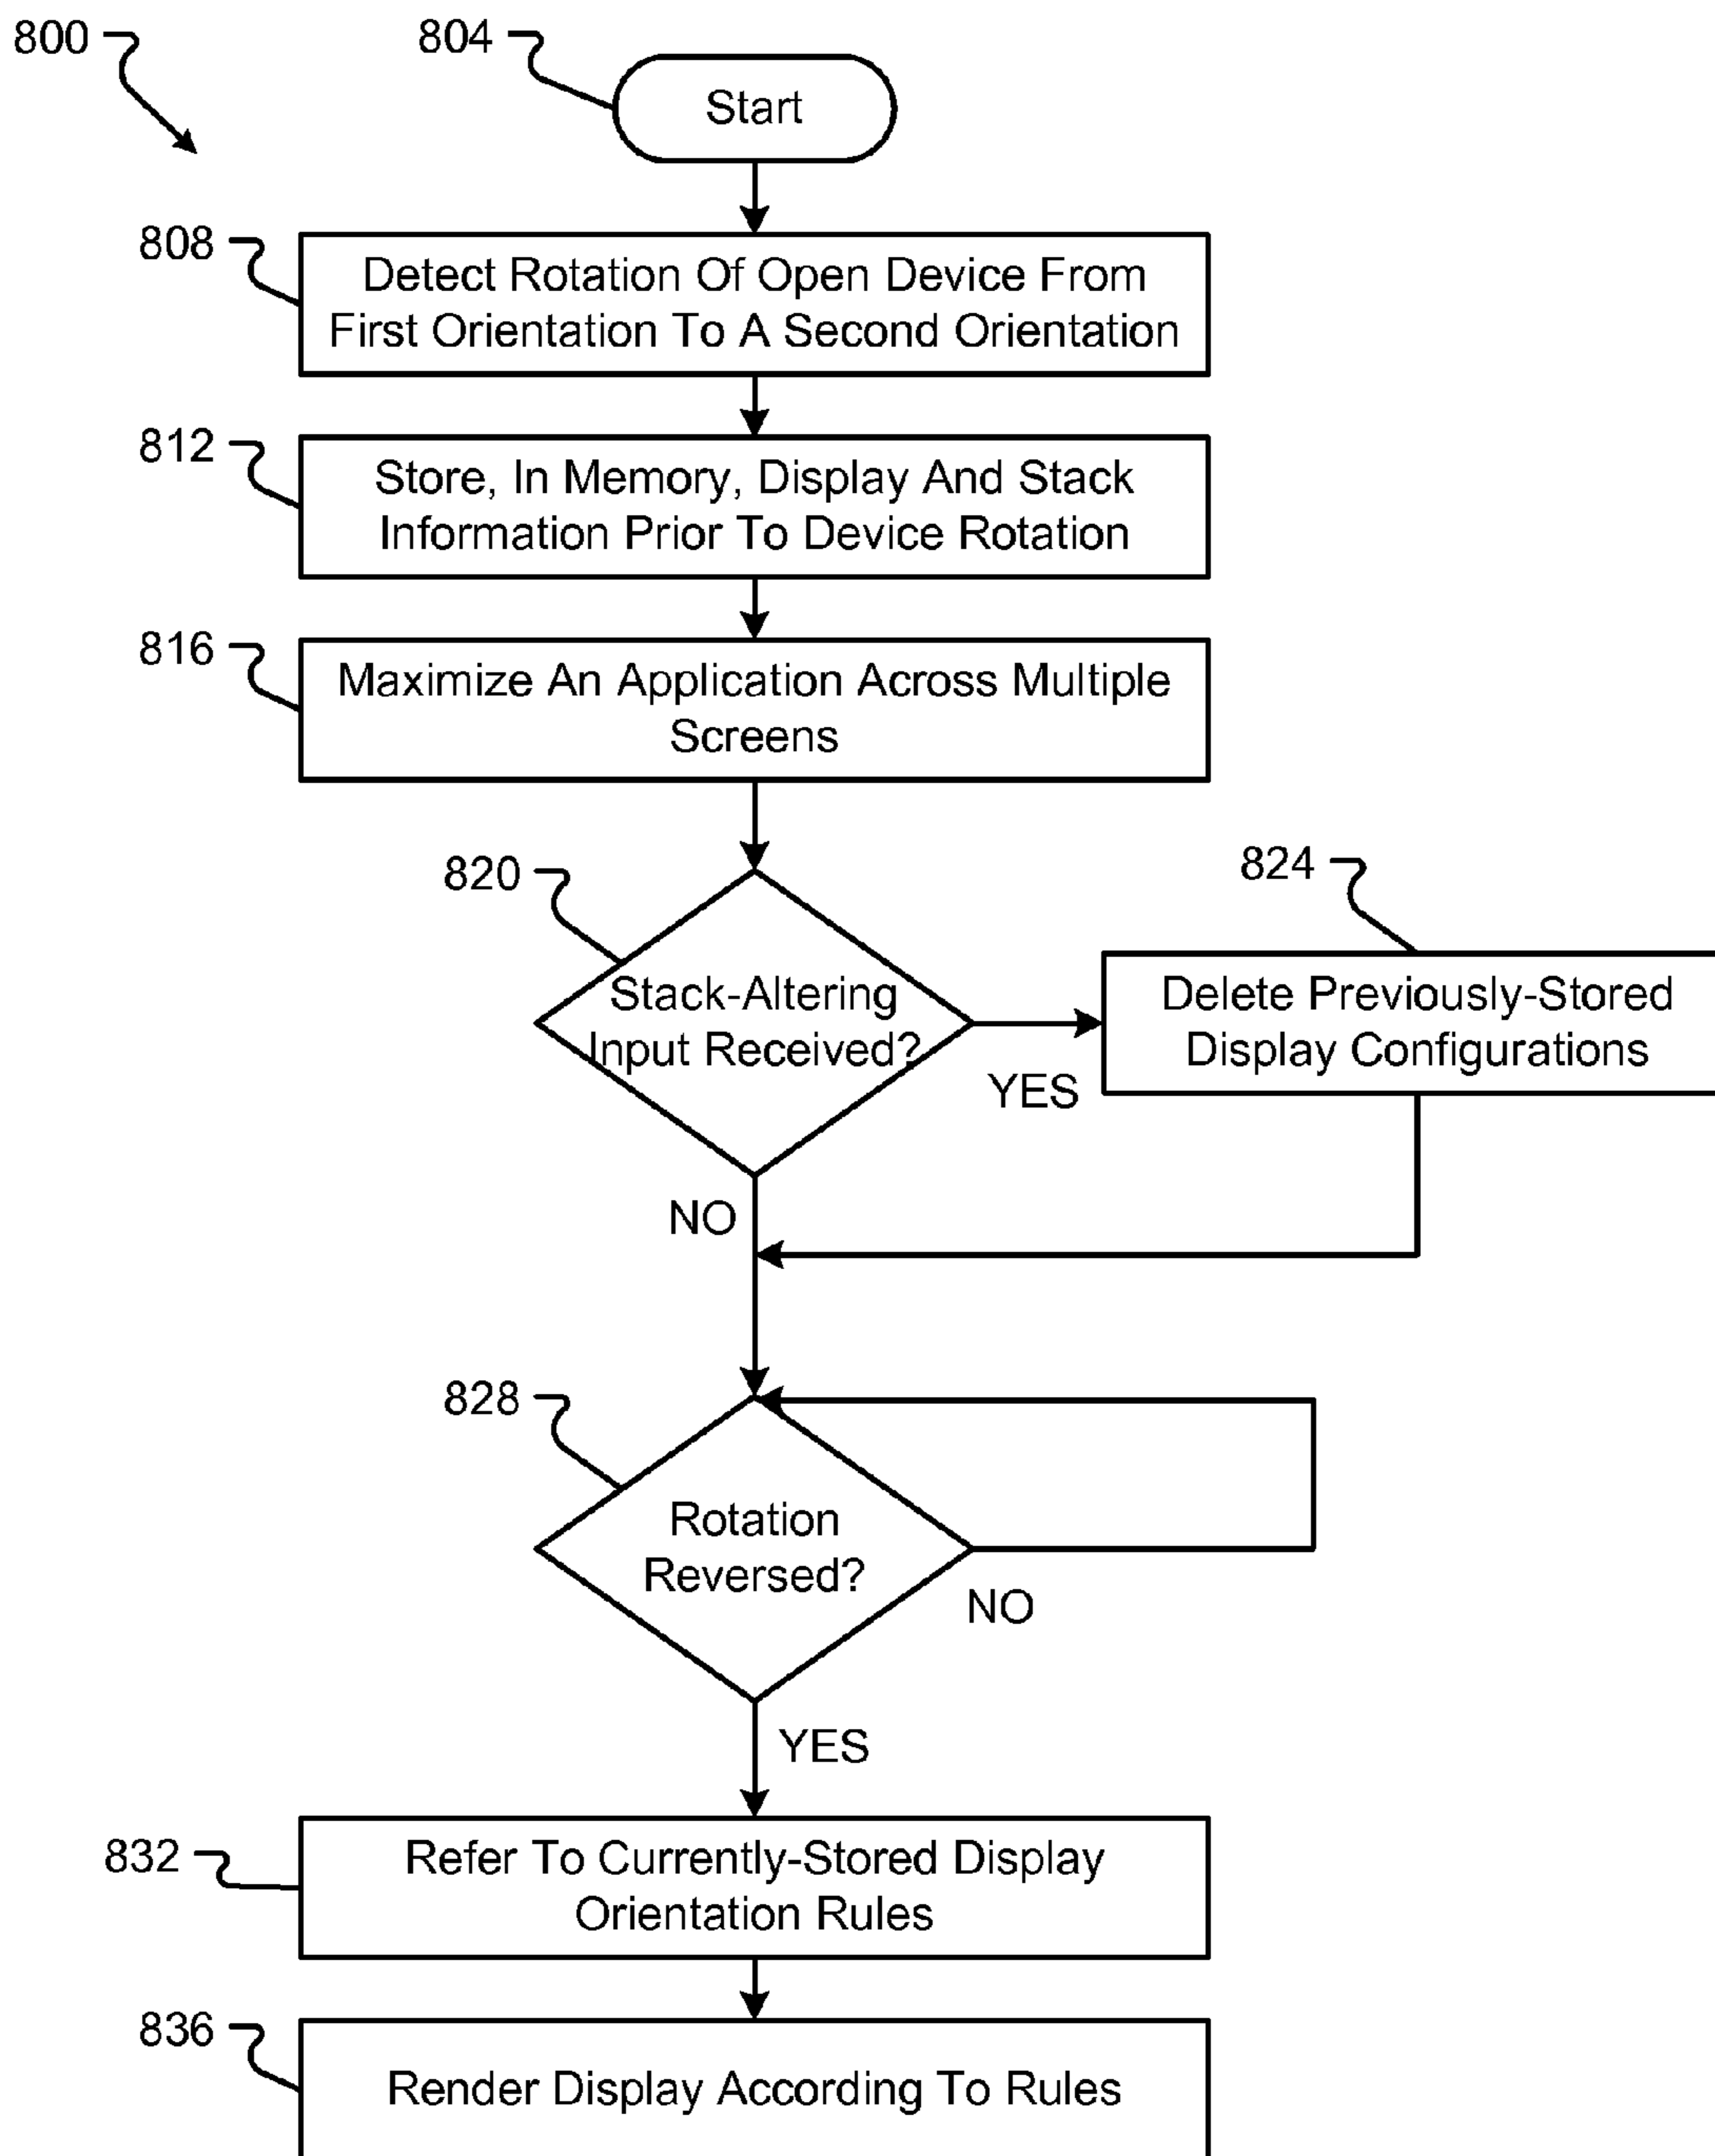 800
804
Start
808
Detect Rotation Of Open Device From
First Orientation To A Second Orientation
812
Store, In Memory, Display And Stack
Information Prior To Device Rotation
816
Maximize An Application Across Multiple
Screens
820
Stack-Altering
Input Received?
YES
824
Delete Previously-Stored
Display Configurations
NO
828
Rotation
Reversed?
NO
YES
832
Refer To Currently-Stored Display
Orientation Rules
836
Render Display According To Rules